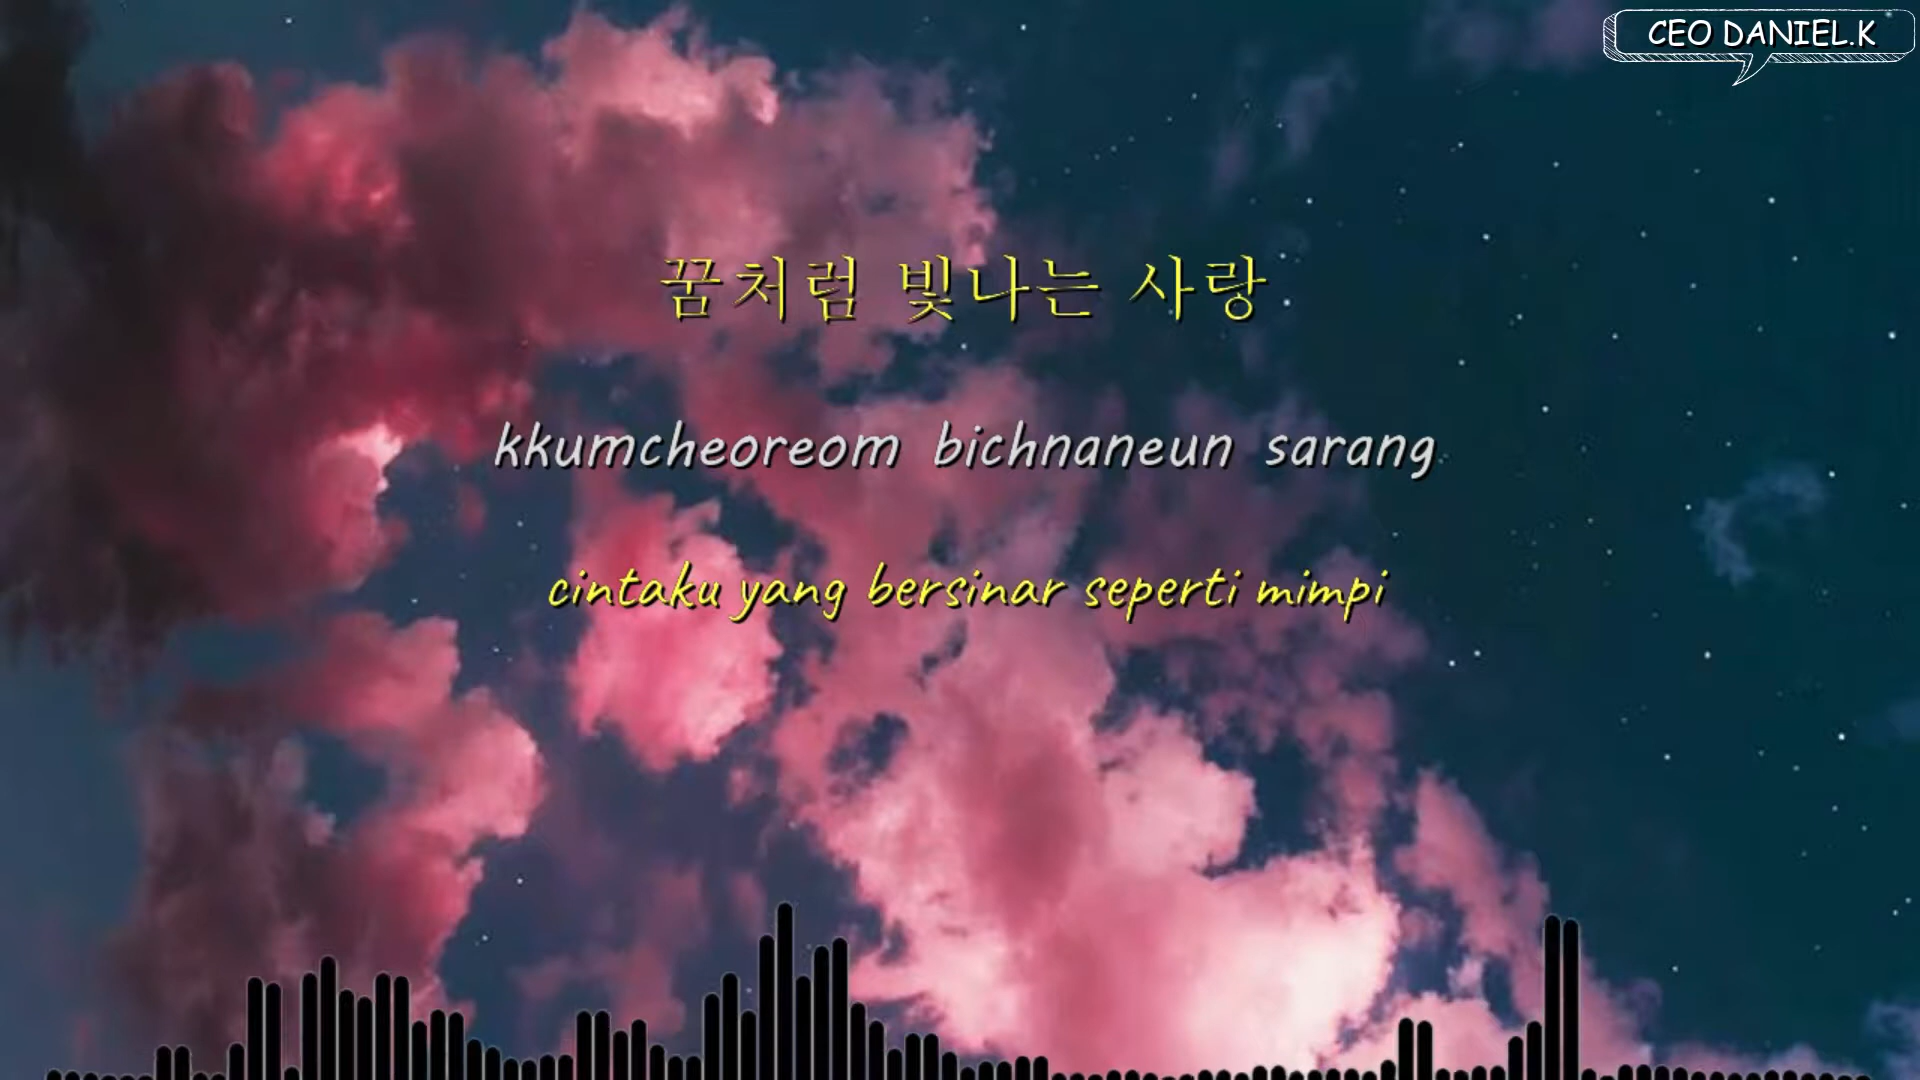 CEO DANIEL.K
꿈처럼 빛나는 사랑
kkumcheoreom bichnaneun sarang
cintaku yang bersinar seperti mimpi